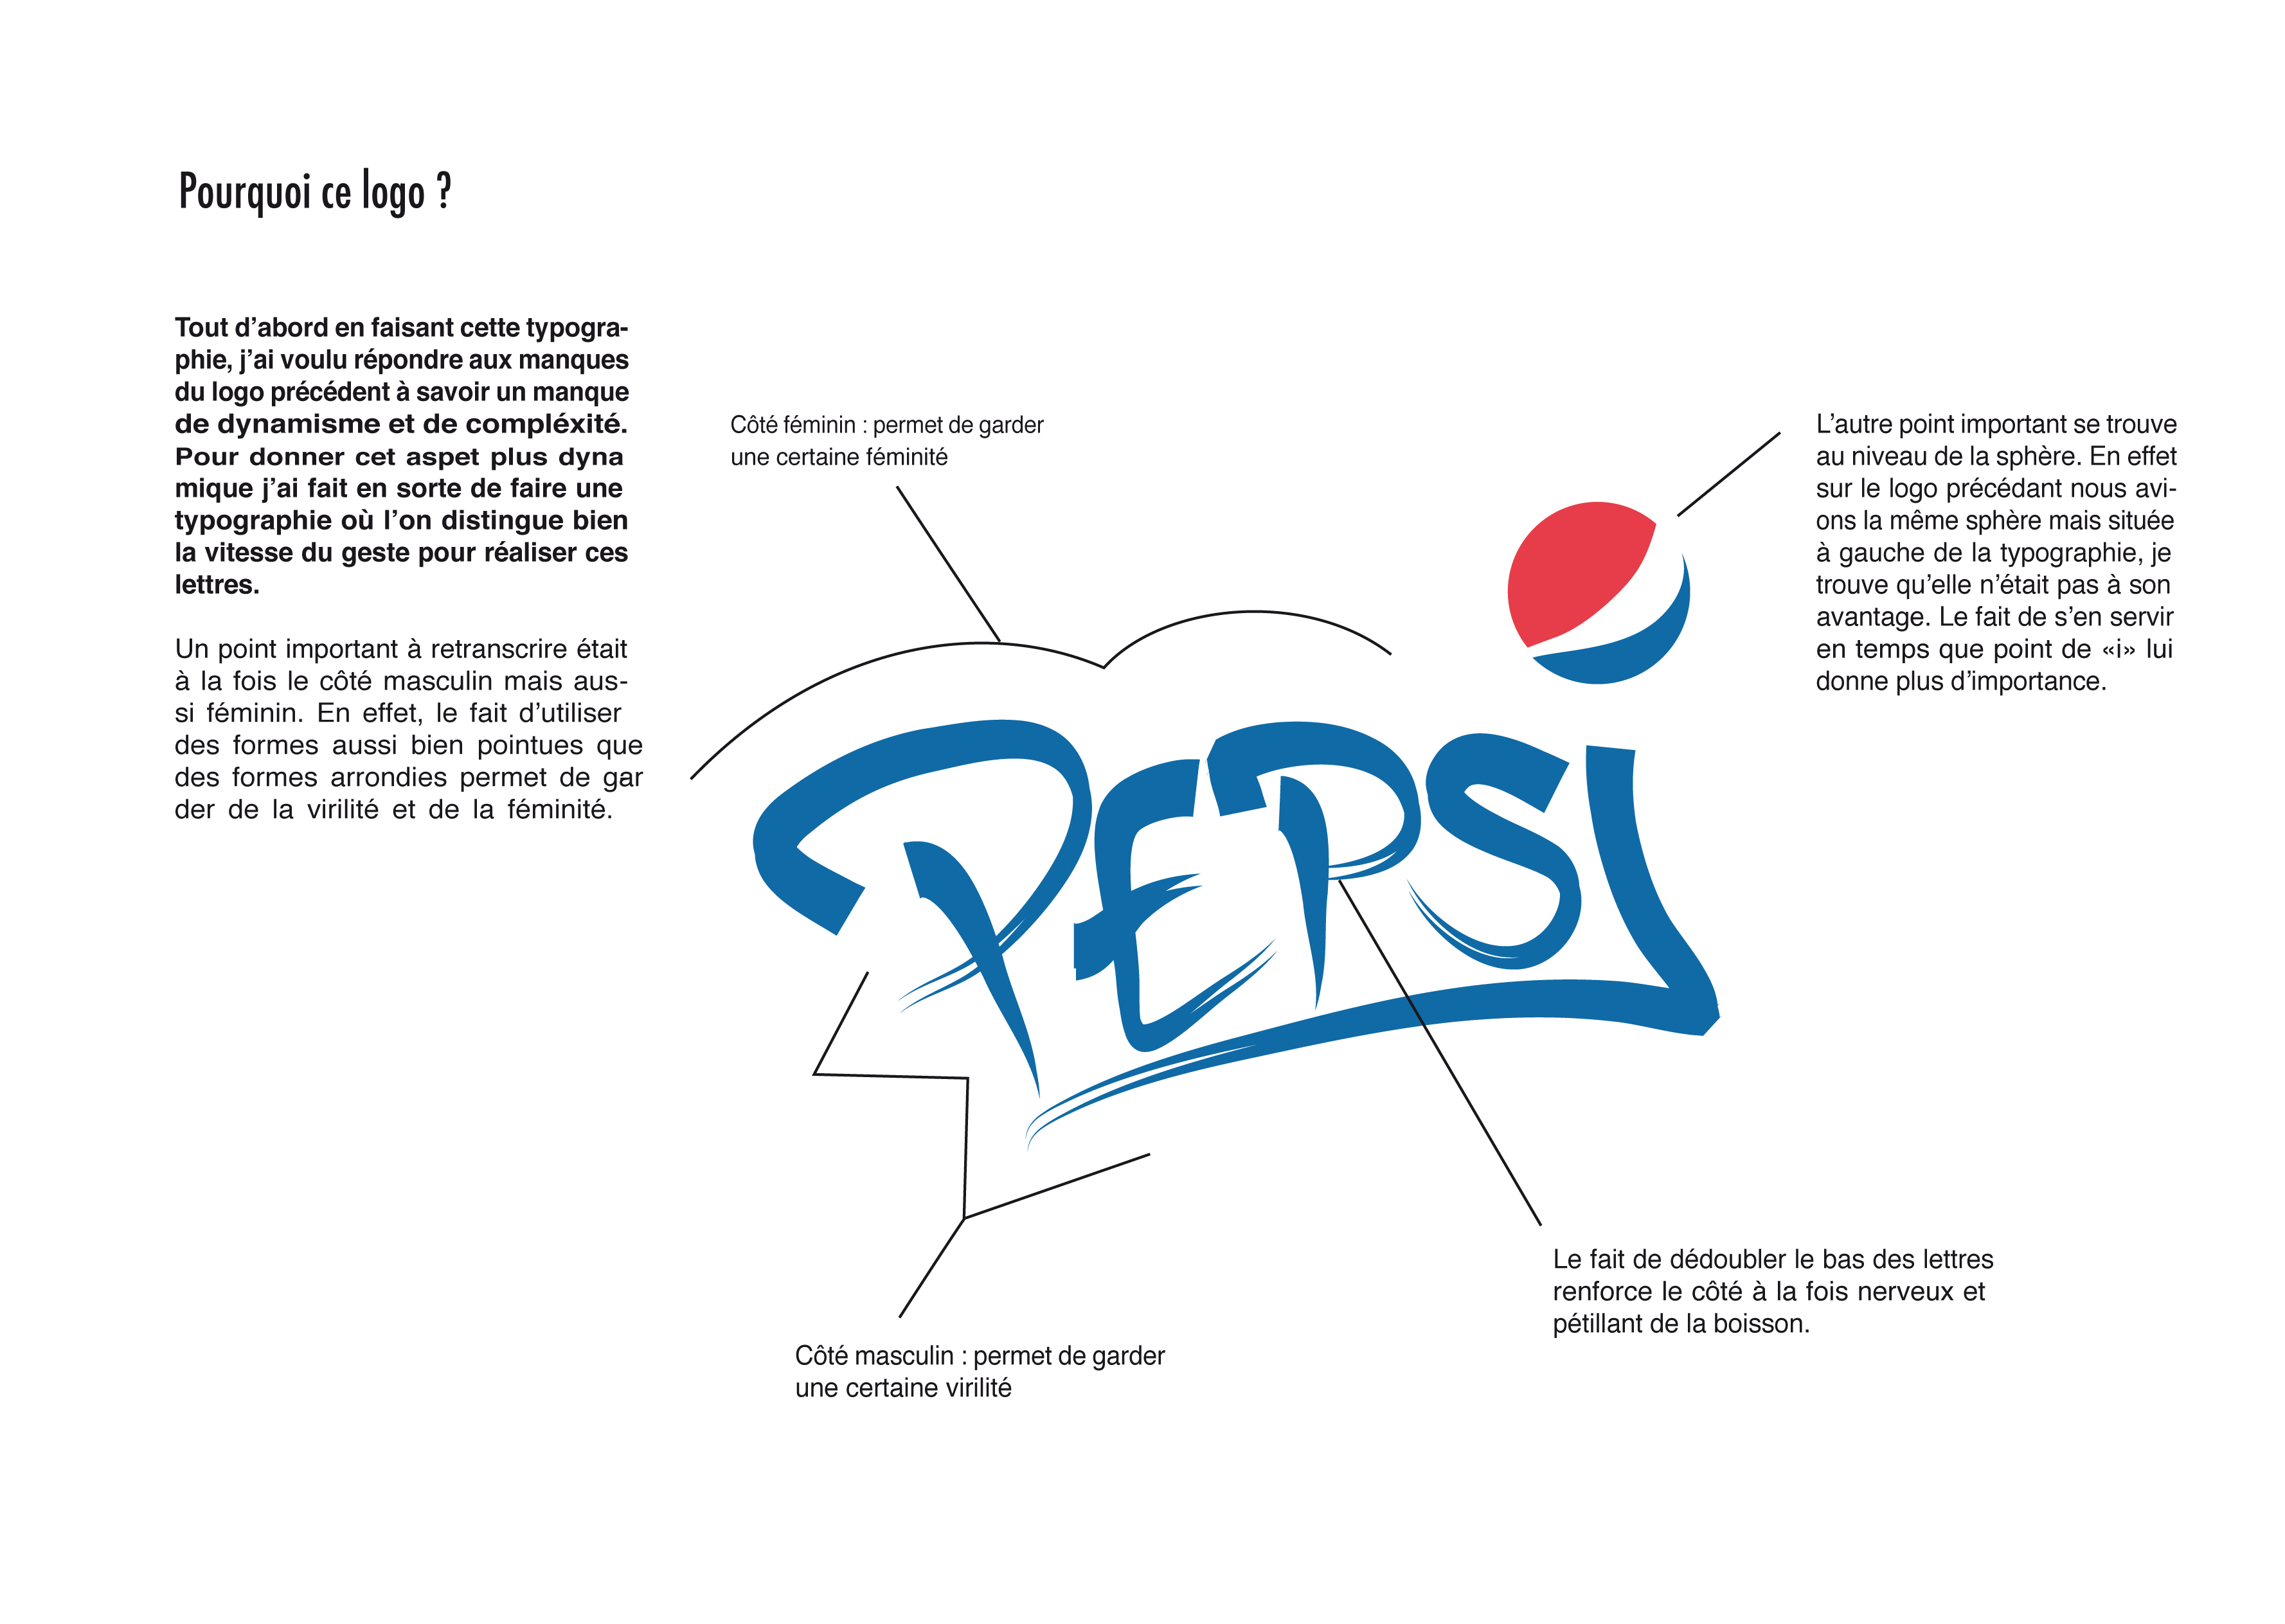 Pourquoi ce logo ?
Tout d’abord en faisant cette typogra-
phie, j’ai voulu répondre aux manques
du logo précédent à savoir un manque
de dynamisme et de compléxité.
Pour donner cet aspet plus dyna
mique j’ai fait en sorte de faire une
typographie où l’on distingue bien
la vitesse du geste pour réaliser ces
lettres.
Un point important à retranscrire était
à la fois le côté masculin mais aus-
si féminin. En effet, le fait d’utiliser
des formes aussi bien pointues que
des formes arrondies permet de gar
der de la virilité et de la féminité.
Côté féminin : permet de garder
une certaine féminité
L’autre point important se trouve
au niveau de la sphère. En effet
sur le logo précédant nous avi-
ons la même sphère mais située
à gauche de la typographie, je
trouve qu’elle n’était pas à son
avantage. Le fait de s’en servir
en temps que point de «i» lui
donne plus d’importance.
PEPSI
Le fait de dédoubler le bas des lettres
renforce le côté à la fois nerveux et
pétillant de la boisson.
Côté masculin : permet de garder
une certaine virilité